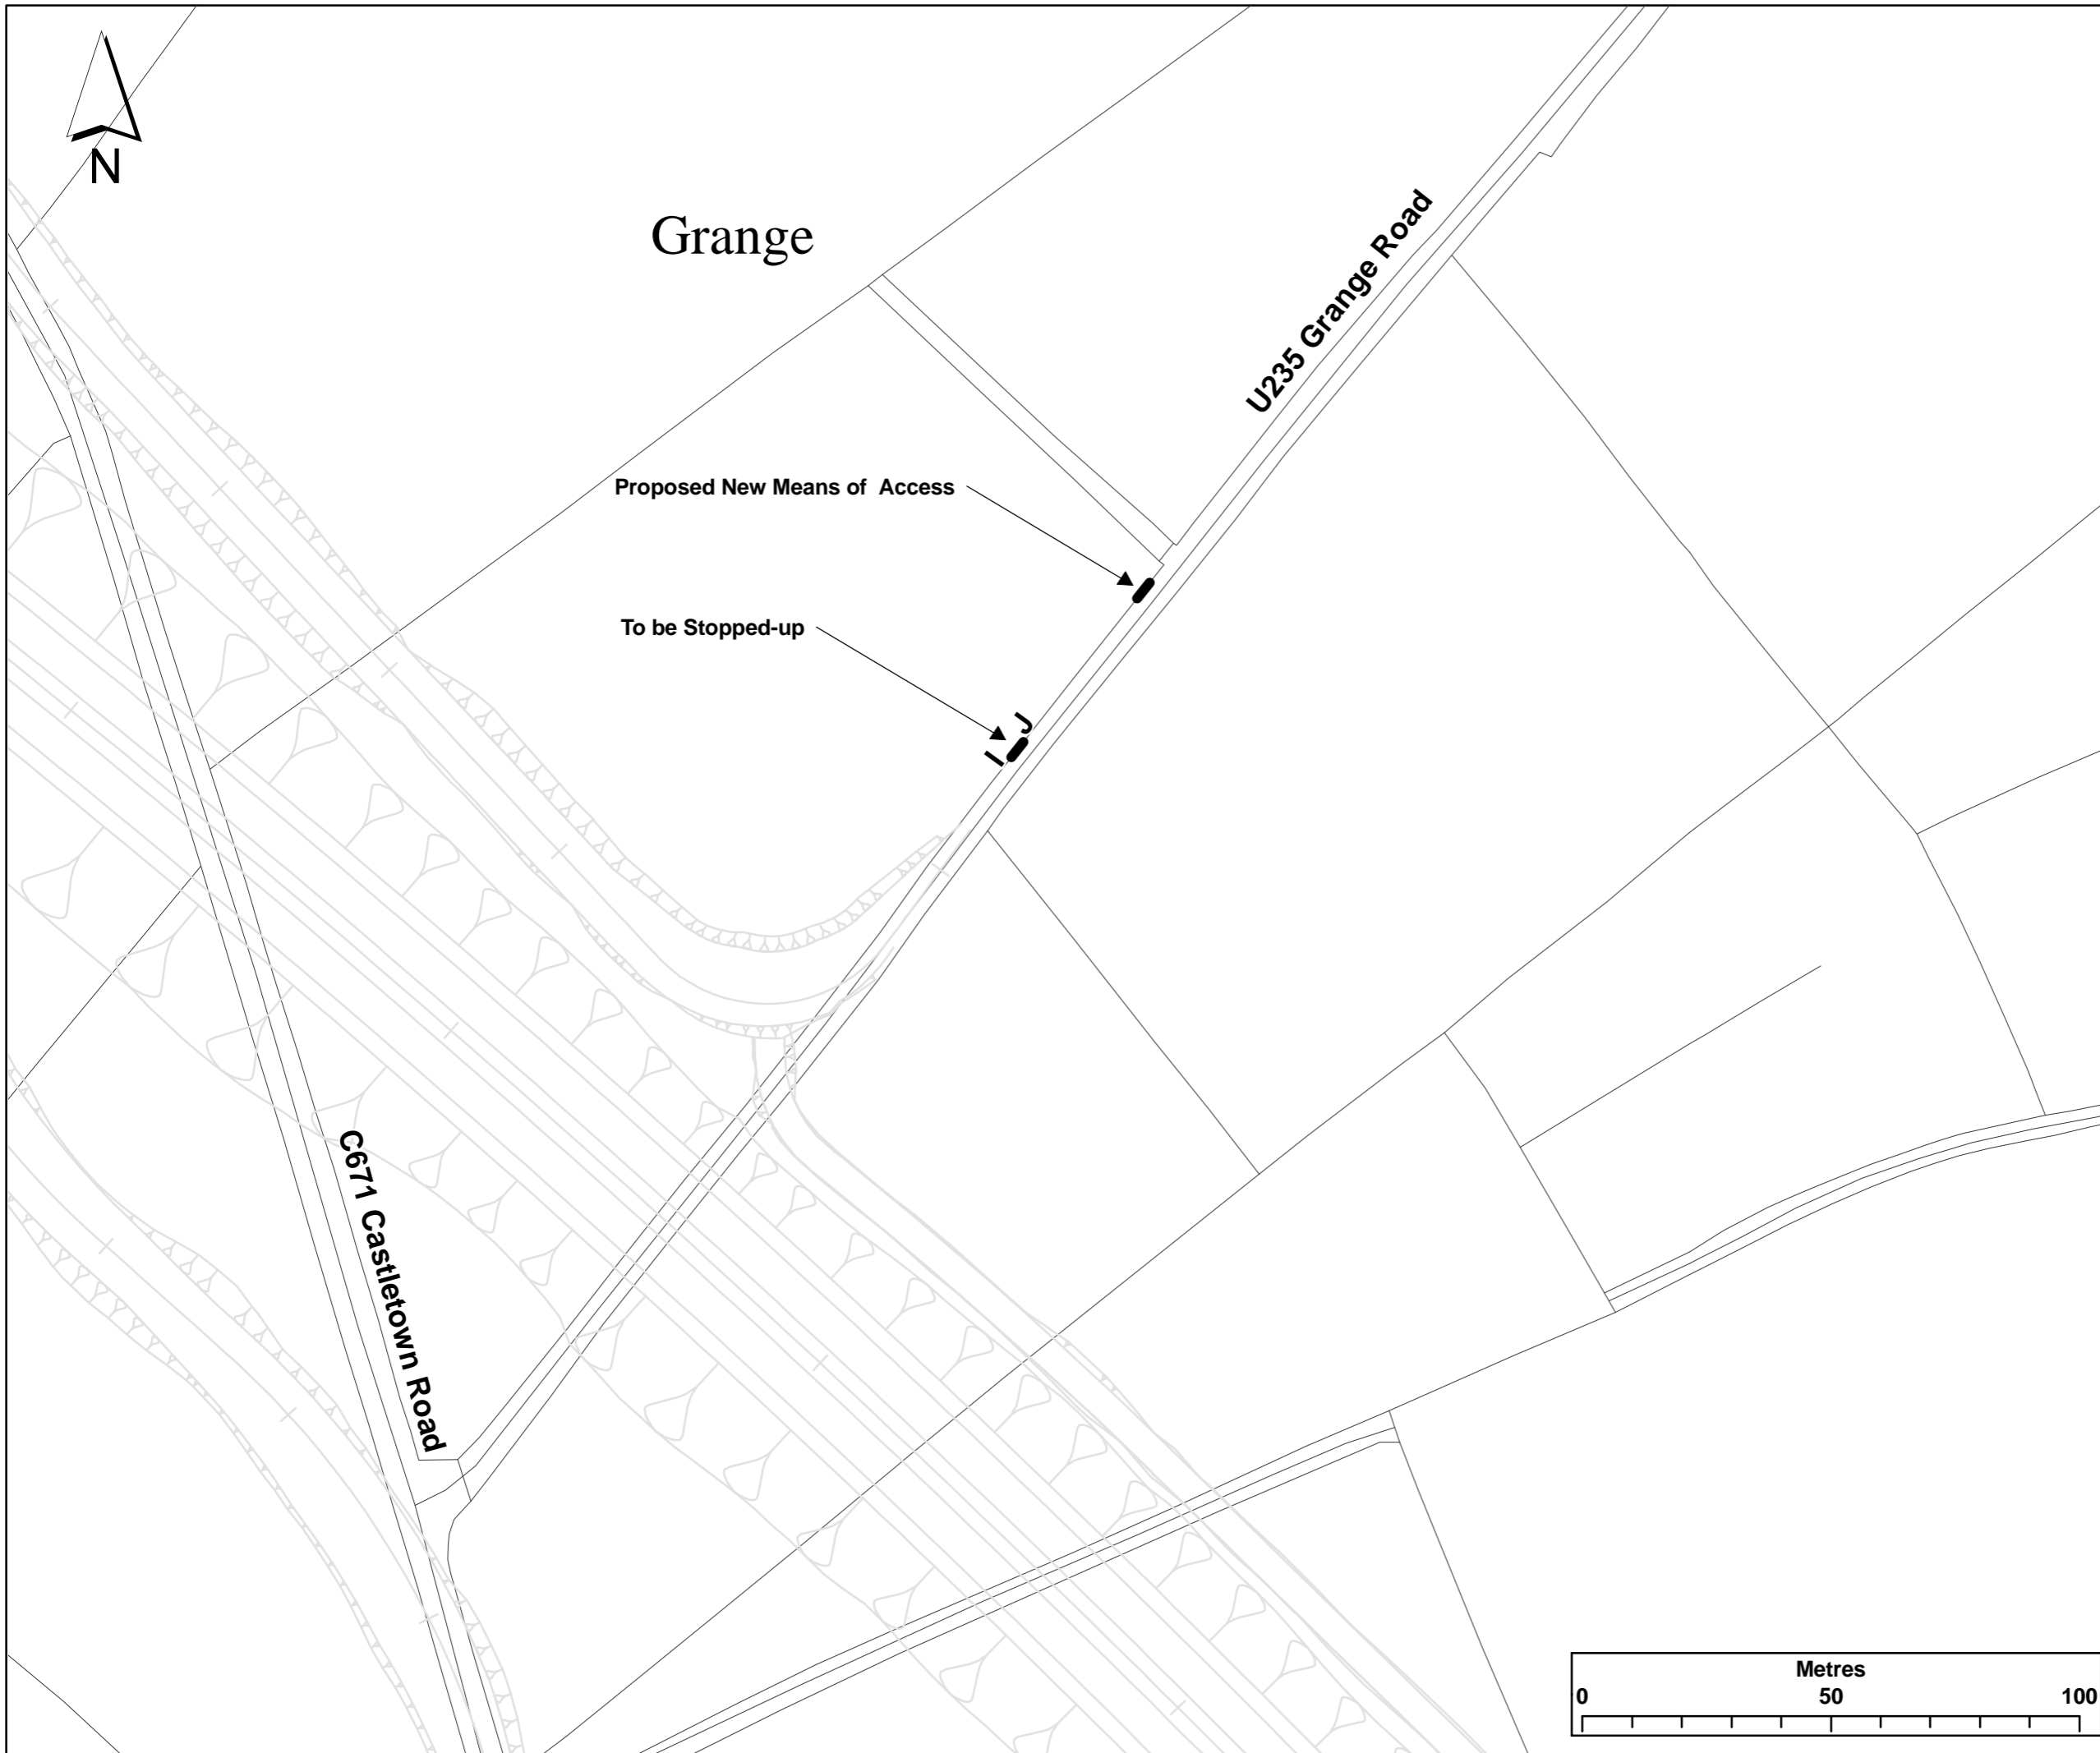 N
Grange
U235 Grange Road
Proposed New Means of Access
To be Stopped-up
J
I
C671 Castletown Road
Metres
0 50 100